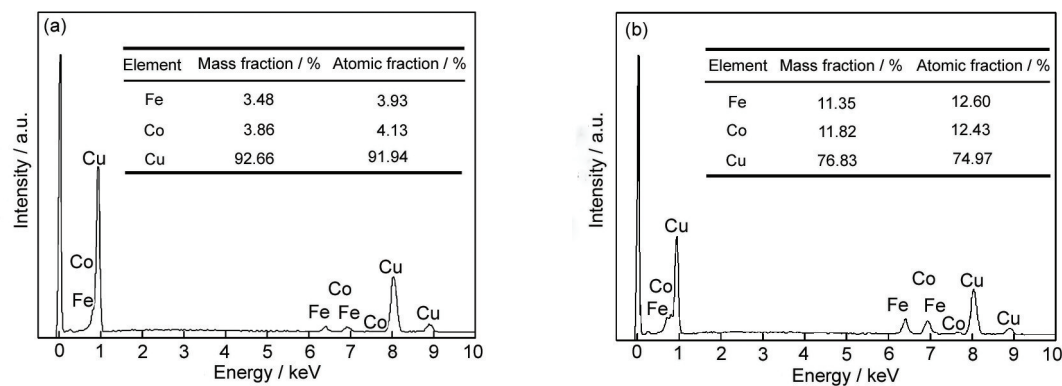 (a)
Element Mass fraction / % Atomic fraction / %
Fe 3.48 3.93
Co 3.86 4.13
Cu 92.66 91.94
Cu
Co
Fe
Cu
Co
Fe Fe Co Cu
Intensity / a.u.
0 1 2 3 4 5 6 7 8 9 10
Energy / keV
(b)
Element Mass fraction / % Atomic fraction / %
Fe 11.35 12.60
Co 11.82 12.43
Cu 76.83 74.97
Cu
Co
Fe
Cu
Co
Fe Fe Co Cu
Intensity / a.u.
0 1 2 3 4 5 6 7 8 9 10
Energy / keV